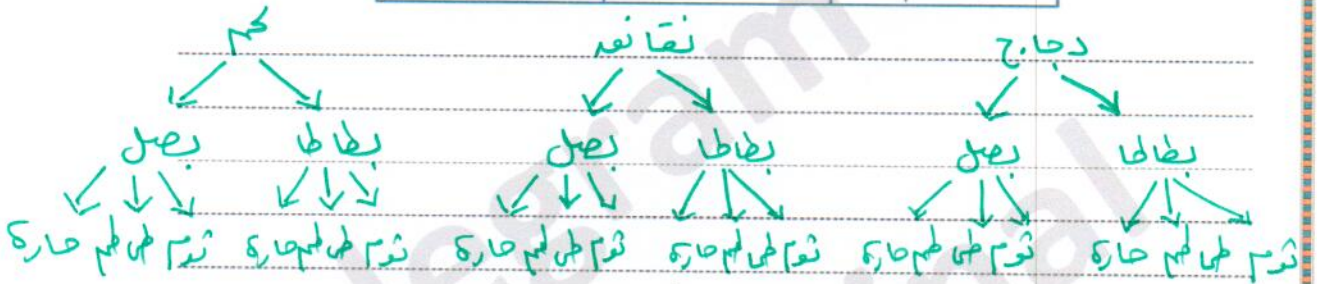 دجاج نقانق لحم
بطاطا بصل بطاطا بصل بطاطا بصل
ثوم طماطم حارة ثوم طماطم حارة ثوم طماطم حارة ثوم طماطم حارة ثوم طماطم حارة ثوم طماطم حارة